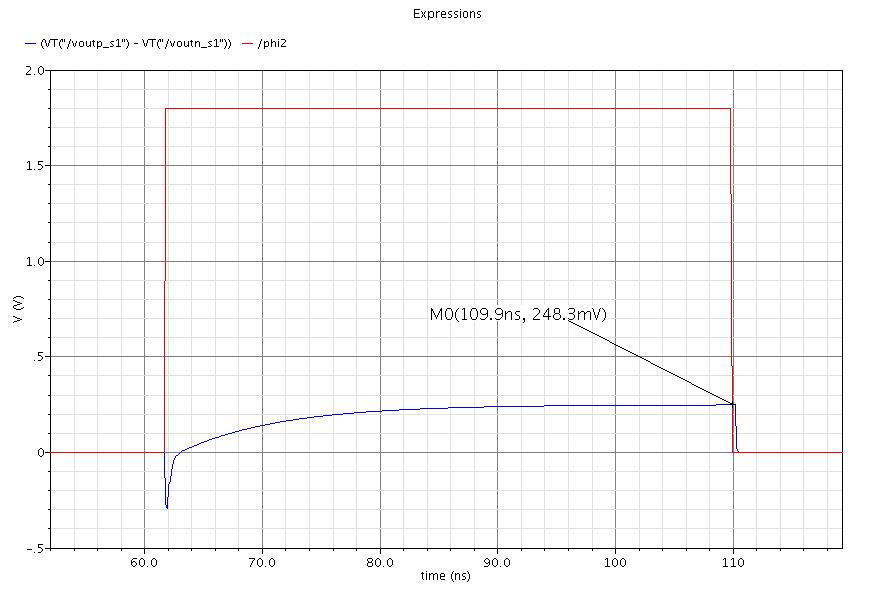 Expressions
(VT("/voutp_s1") - VT("/voutn_s1")) /phi2
2.0
1.5
1.0
.5
0
-.5
V (V)
M0(109.9ns, 248.3mV)
60.0 70.0 80.0 90.0 100 110
time (ns)